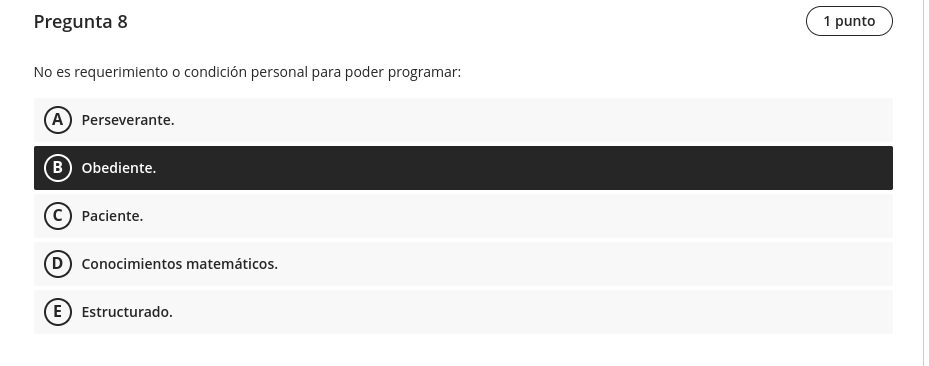 Pregunta 8
1 punto
No es requerimiento o condición personal para poder programar:
A Perseverante.
B Obediente.
C Paciente.
D Conocimientos matemáticos.
E Estructurado.